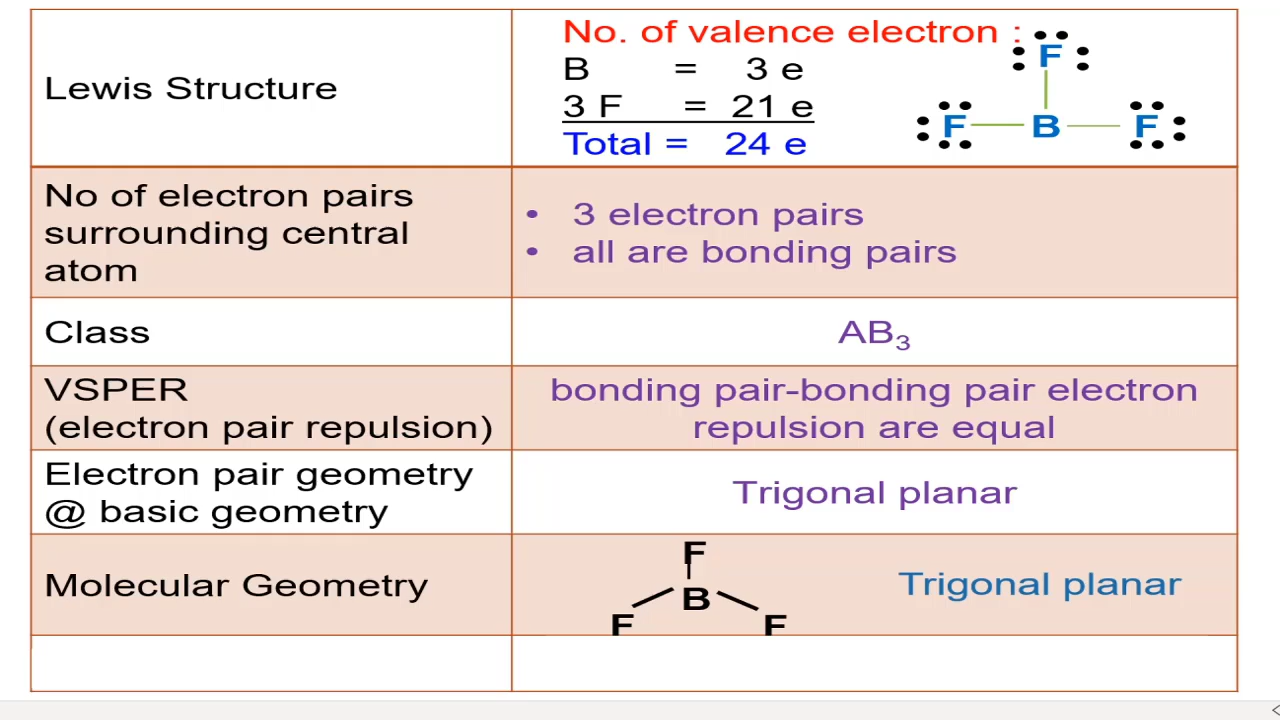 Lewis Structure
No. of valence electron :
B = 3 e
3 F = 21 e
Total = 24 e
F
F B F
No of electron pairs
surrounding central
atom
• 3 electron pairs
• all are bonding pairs
Class
AB₃
VSPER
(electron pair repulsion)
bonding pair-bonding pair electron
repulsion are equal
Electron pair geometry
@ basic geometry
Trigonal planar
Molecular Geometry
F
B
F F
Trigonal planar